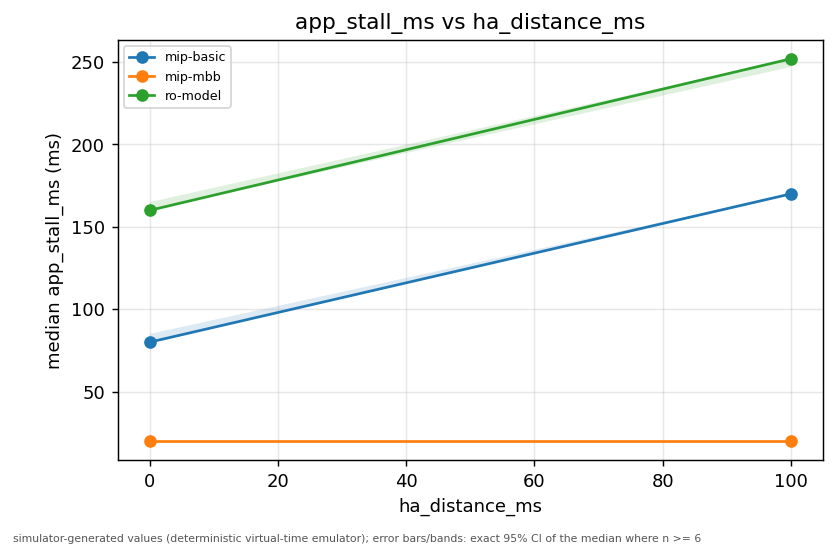 app_stall_ms vs ha_distance_ms
median app_stall_ms (ms)
250
200
150
100
50
mip-basic
mip-mbb
ro-model
0 20 40 60 80 100
ha_distance_ms
simulator-generated values (deterministic virtual-time emulator); error bars/bands: exact 95% CI of the median where n >= 6